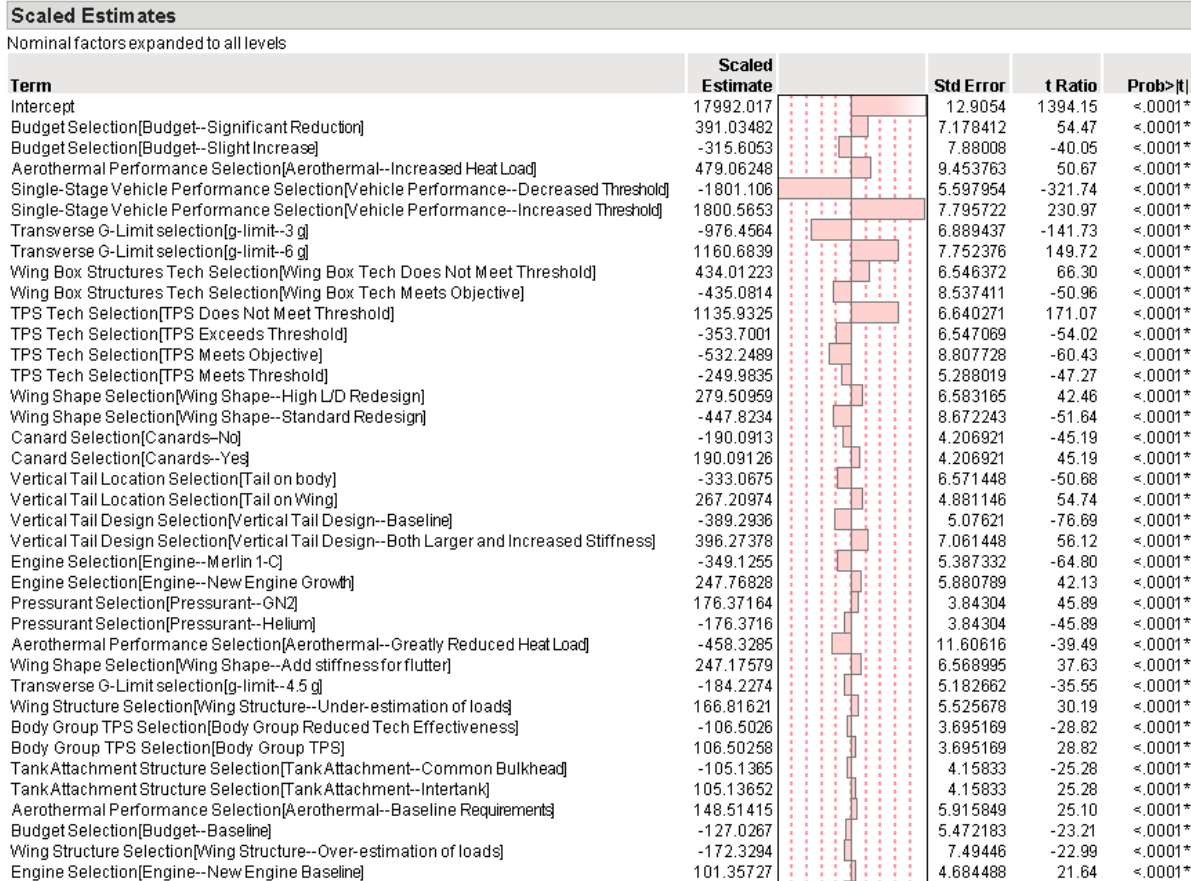 Scaled Estimates
Nominal factors expanded to all levels
Term Scaled Estimate Std Error t Ratio Prob>|t|
Intercept 17992.017 12.9054 1394.15 <.0001*
Budget Selection[Budget--Significant Reduction] 391.03482 7.178412 54.47 <.0001*
Budget Selection[Budget--Slight Increase] -315.6053 7.88008 -40.05 <.0001*
Aerothermal Performance Selection[Aerothermal--Increased Heat Load] 479.06248 9.453763 50.67 <.0001*
Single-Stage Vehicle Performance Selection[Vehicle Performance--Decreased Threshold] -1801.106 5.597954 -321.74 <.0001*
Single-Stage Vehicle Performance Selection[Vehicle Performance--Increased Threshold] 1800.5653 7.795722 230.97 <.0001*
Transverse G-Limit selection[g-limit--3 g] -976.4564 6.889437 -141.73 <.0001*
Transverse G-Limit selection[g-limit--6 g] 1160.6839 7.752376 149.72 <.0001*
Wing Box Structures Tech Selection[Wing Box Tech Does Not Meet Threshold] 434.01223 6.546372 66.30 <.0001*
Wing Box Structures Tech Selection[Wing Box Tech Meets Objective] -435.0814 8.537411 -50.96 <.0001*
TPS Tech Selection[TPS Does Not Meet Threshold] 1135.9325 6.640271 171.07 <.0001*
TPS Tech Selection[TPS Exceeds Threshold] -353.7001 6.547069 -54.02 <.0001*
TPS Tech Selection[TPS Meets Objective] -532.2489 8.807728 -60.43 <.0001*
TPS Tech Selection[TPS Meets Threshold] -249.9835 5.288019 -47.27 <.0001*
Wing Shape Selection[Wing Shape--High L/D Redesign] 279.50959 6.583165 42.46 <.0001*
Wing Shape Selection[Wing Shape--Standard Redesign] -447.8234 8.672243 -51.64 <.0001*
Canard Selection[Canards--No] -190.0913 4.206921 -45.19 <.0001*
Canard Selection[Canards--Yes] 190.09126 4.206921 45.19 <.0001*
Vertical Tail Location Selection[Tail on body] -333.0675 6.571448 -50.68 <.0001*
Vertical Tail Location Selection[Tail on Wing] 267.20974 4.881146 54.74 <.0001*
Vertical Tail Design Selection[Vertical Tail Design--Baseline] -389.2936 5.07621 -76.69 <.0001*
Vertical Tail Design Selection[Vertical Tail Design--Both Larger and Increased Stiffness] 396.27378 7.061448 56.12 <.0001*
Engine Selection[Engine--Merlin 1-C] -349.1255 5.387332 -64.80 <.0001*
Engine Selection[Engine--New Engine Growth] 247.76828 5.880789 42.13 <.0001*
Pressurant Selection[Pressurant--GN2] 176.37164 3.84304 45.89 <.0001*
Pressurant Selection[Pressurant--Helium] -176.3716 3.84304 -45.89 <.0001*
Aerothermal Performance Selection[Aerothermal--Greatly Reduced Heat Load] -458.3285 11.60616 -39.49 <.0001*
Wing Shape Selection[Wing Shape--Add stiffness for flutter] 247.17579 6.568995 37.63 <.0001*
Transverse G-Limit selection[g-limit--4.5 g] -184.2274 5.182662 -35.55 <.0001*
Wing Structure Selection[Wing Structure--Under-estimation of loads] 166.81621 5.525678 30.19 <.0001*
Body Group TPS Selection[Body Group Reduced Tech Effectiveness] -106.5026 3.695169 -28.82 <.0001*
Body Group TPS Selection[Body Group TPS] 106.50258 3.695169 28.82 <.0001*
Tank Attachment Structure Selection[Tank Attachment--Common Bulkhead] -105.1365 4.15833 -25.28 <.0001*
Tank Attachment Structure Selection[Tank Attachment--Intertank] 105.13652 4.15833 25.28 <.0001*
Aerothermal Performance Selection[Aerothermal--Baseline Requirements] 148.51415 5.915849 25.10 <.0001*
Budget Selection[Budget--Baseline] -127.0267 5.472183 -23.21 <.0001*
Wing Structure Selection[Wing Structure--Over-estimation of loads] -172.3294 7.49446 -22.99 <.0001*
Engine Selection[Engine--New Engine Baseline] 101.35727 4.684488 21.64 <.0001*